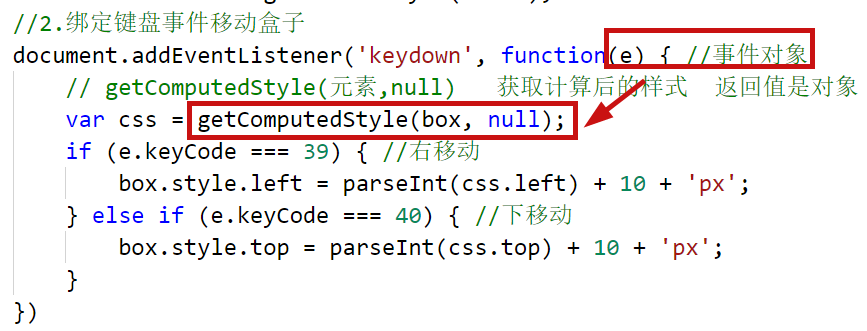 //2.绑定键盘事件移动盒子
document.addEventListener('keydown', function(e) { //事件对象
    // getComputedStyle(元素,null)   获取计算后的样式  返回值是对象
    var css = getComputedStyle(box, null);
    if (e.keyCode === 39) { //右移动
        box.style.left = parseInt(css.left) + 10 + 'px';
    } else if (e.keyCode === 40) { //下移动
        box.style.top = parseInt(css.top) + 10 + 'px';
    }
})